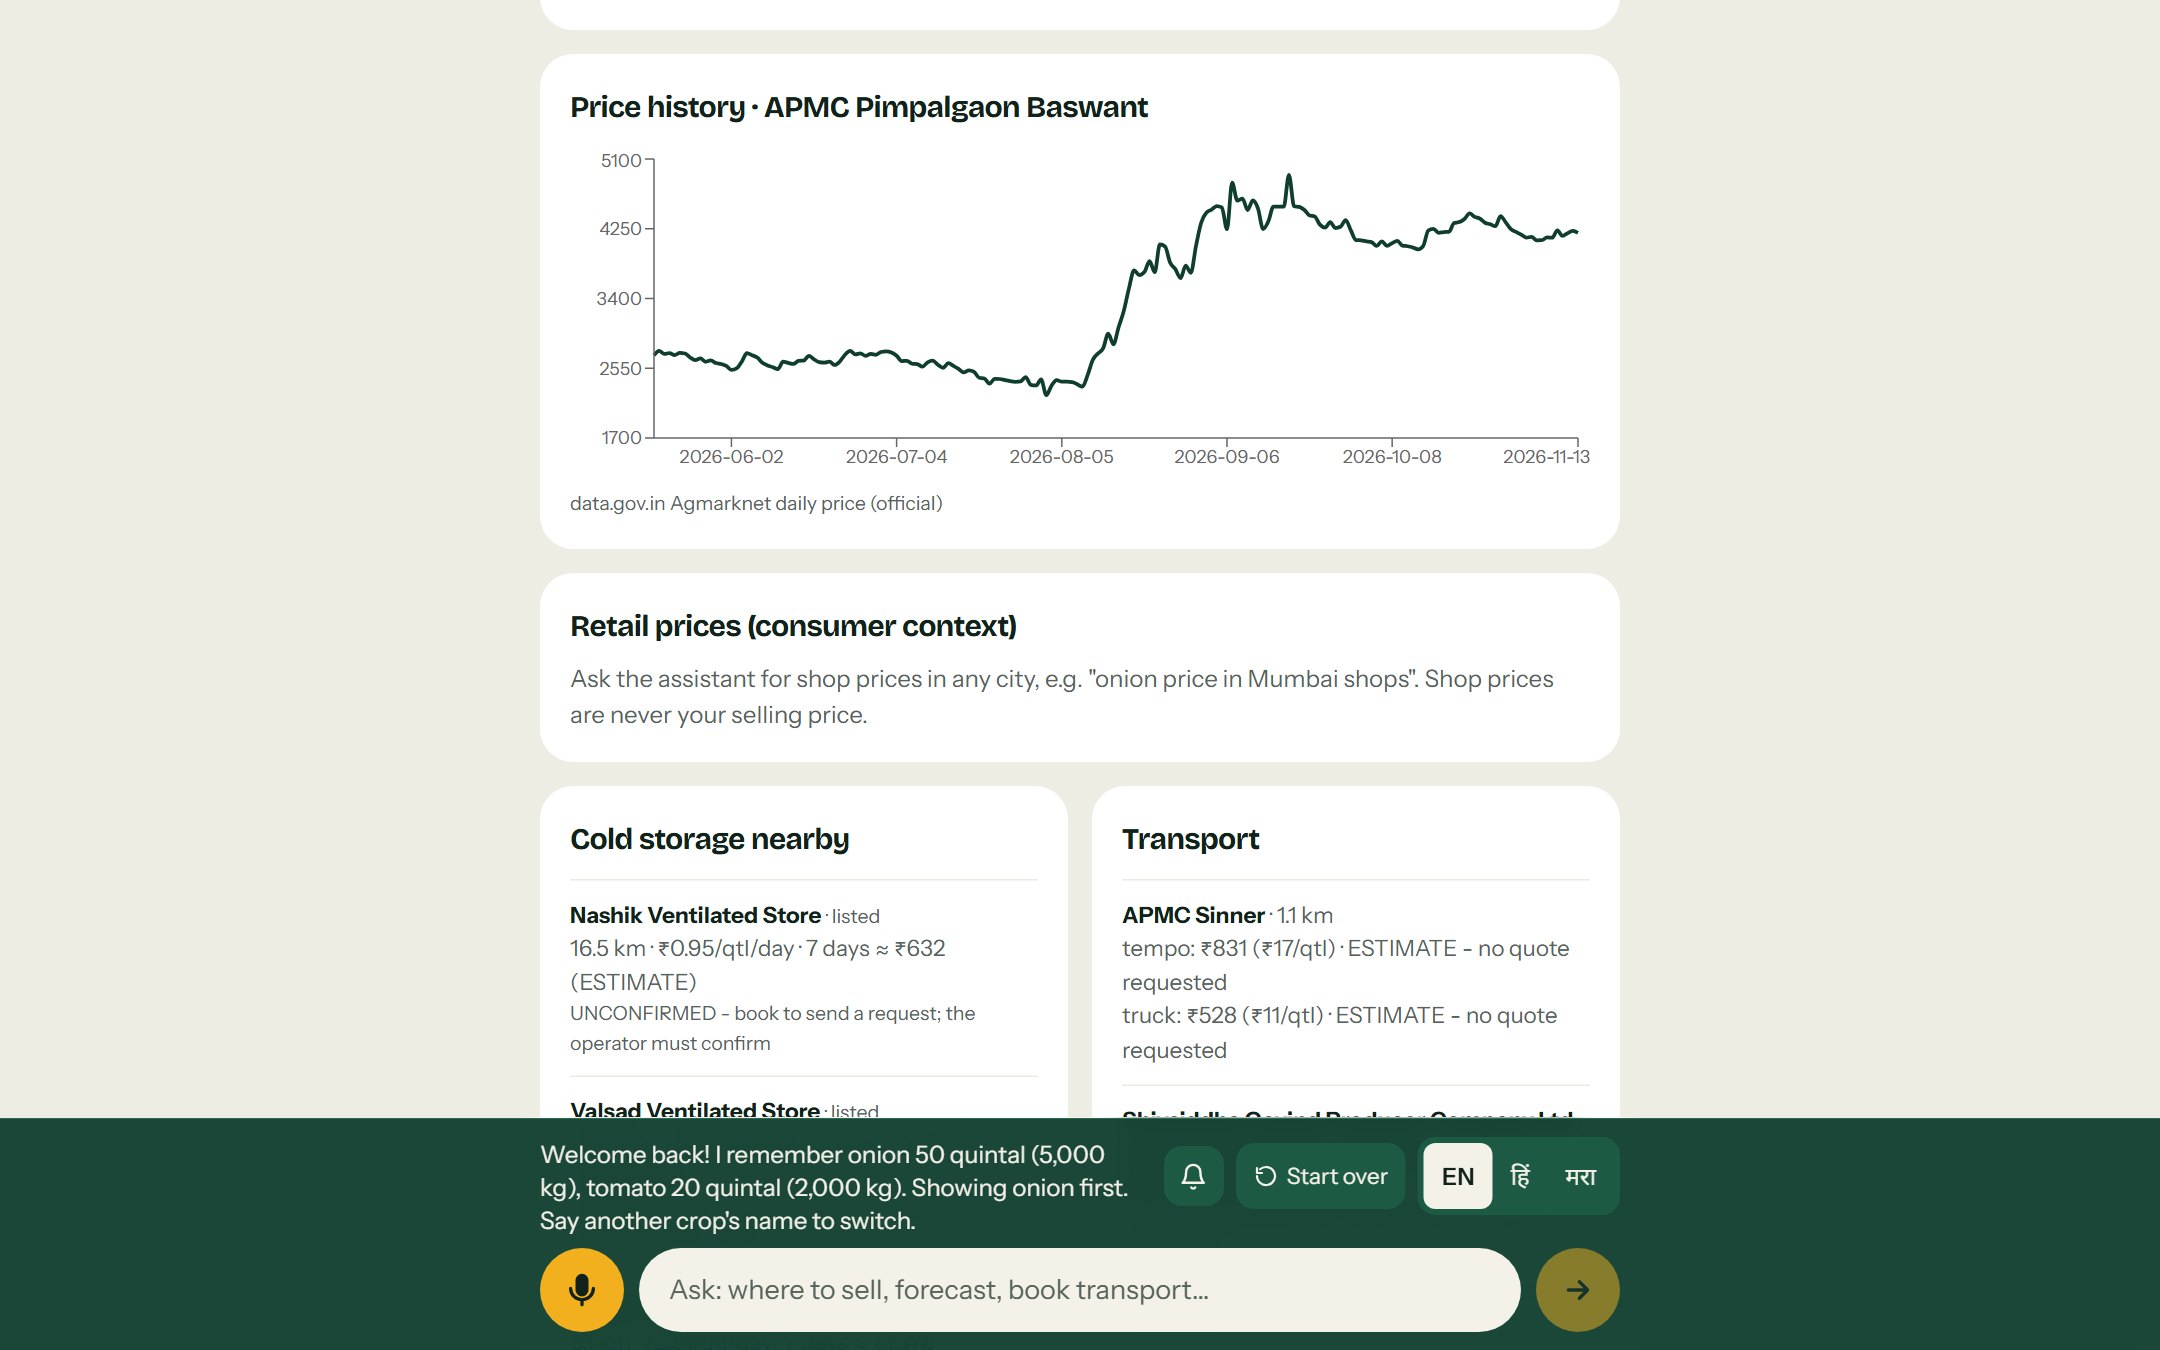 Price history · APMC Pimpalgaon Baswant
5100
4250
3400
2550
1700
2026-06-02 2026-07-04 2026-08-05 2026-09-06 2026-10-08 2026-11-13
data.gov.in Agmarknet daily price (official)
Retail prices (consumer context)
Ask the assistant for shop prices in any city, e.g. "onion price in Mumbai shops". Shop prices
are never your selling price.
Cold storage nearby
Nashik Ventilated Store · listed
16.5 km · ₹0.95/qtl/day · 7 days ≈ ₹632
(ESTIMATE)
UNCONFIRMED - book to send a request; the
operator must confirm
Valsad Ventilated Store · listed
Transport
APMC Sinner · 1.1 km
tempo: ₹831 (₹17/qtl) · ESTIMATE - no quote
requested
truck: ₹528 (₹11/qtl) · ESTIMATE - no quote
requested
Welcome back! I remember onion 50 quintal (5,000
kg), tomato 20 quintal (2,000 kg). Showing onion first.
Say another crop's name to switch.
Start over
EN हिं मरा
Ask: where to sell, forecast, book transport...